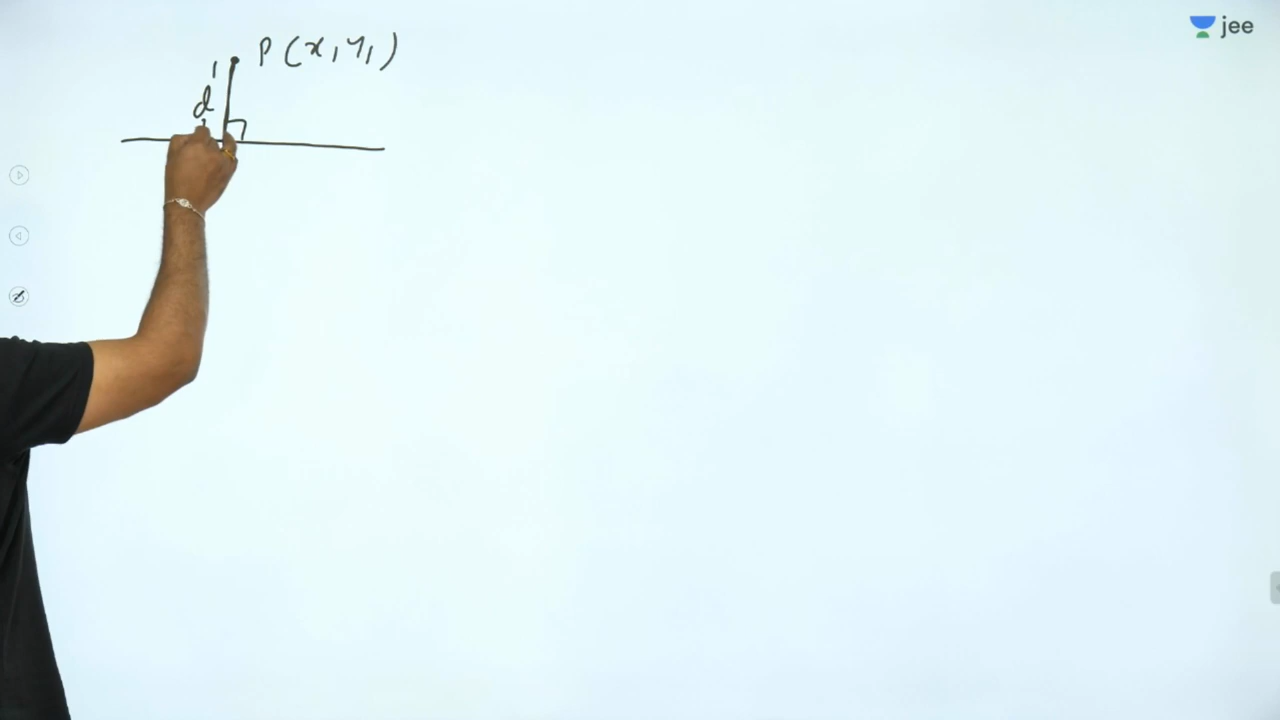 P(x₁ y₁)
d
jee